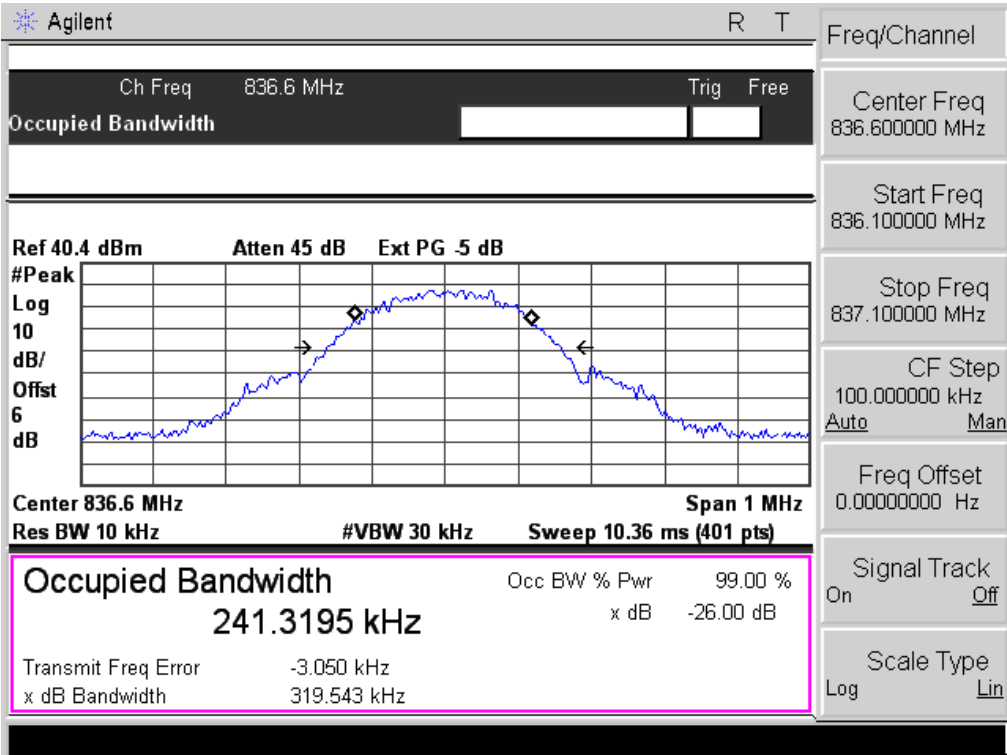 Agilent R T
Ch Freq 836.6 MHz Trig Free
Occupied Bandwidth
Ref 40.4 dBm Atten 45 dB Ext PG -5 dB
#Peak
Log
10
dB/
Offst
6
dB
Center 836.6 MHz Span 1 MHz
Res BW 10 kHz #VBW 30 kHz Sweep 10.36 ms (401 pts)
Occupied Bandwidth Occ BW % Pwr 99.00 %
241.3195 kHz x dB -26.00 dB
Transmit Freq Error -3.050 kHz
x dB Bandwidth 319.543 kHz
Freq/Channel
Center Freq
836.600000 MHz
Start Freq
836.100000 MHz
Stop Freq
837.100000 MHz
CF Step
100.000000 kHz
Auto Man
Freq Offset
0.00000000 Hz
Signal Track
On Off
Scale Type
Log Lin